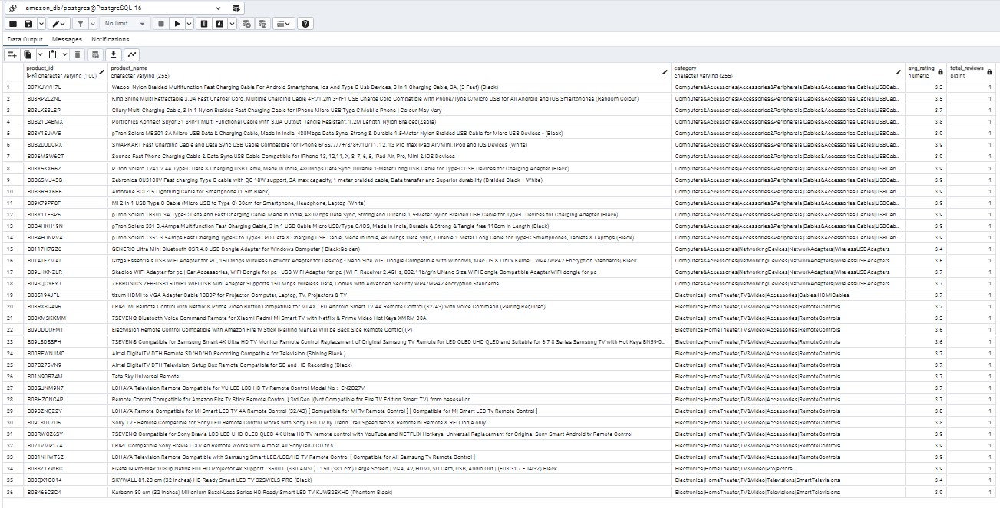 amazon_db/postgres@PostgreSQL 16
No limit
Data Output Messages Notifications
product_id [PK] character varying (100) product_name character varying (255) category character varying (255) avg_rating numeric total_reviews bigint
1 B07XJYYH7L Wecool Nylon Braided Multifunction Fast Charging Cable For Android Smartphone, Ios And Type C Usb Devices, 3 in 1 Charging Cable, 3A, (3 Feet) (Black) Computers&Accessories|Accessories&Peripherals|Cables&Accessories|Cables|USBCab... 3.3 1
2 B08RP2L2NL King Shine Multi Retractable 3.0A Fast Charger Cord, Multiple Charging Cable 4Ft/1.2m 3-in-1 USB Charge Cord Compatible with Phone/Type C/Micro USB for All Android and iOS Smartphones (Random Colour) Computers&Accessories|Accessories&Peripherals|Cables&Accessories|Cables|USBCab... 3.5 1
3 B08LKS3LSP Gilary Multi Charging Cable, 3 in 1 Nylon Braided Fast Charging Cable for iPhone Micro USB Type C Mobile Phone | Colour May Vary | Computers&Accessories|Accessories&Peripherals|Cables&Accessories|Cables|USBCab... 3.7 1
4 B0B21C4BMX Portronics Konnect Spydr 31 3-in-1 Multi Functional Cable with 3.0A Output, Tangle Resistant, 1.2M Length, Nylon Braided(Zebra) Computers&Accessories|Accessories&Peripherals|Cables&Accessories|Cables|USBCab... 3.8 1
5 B08Y1SJVV5 pTron Solero MB301 3A Micro USB Data & Charging Cable, Made in India, 480Mbps Data Sync, Strong & Durable 1.5-Meter Nylon Braided USB Cable for Micro USB Devices - (Black) Computers&Accessories|Accessories&Peripherals|Cables&Accessories|Cables|USBCab... 3.9 1
6 B0B2DJDCPX SWAPKART Fast Charging Cable and Data Sync USB Cable Compatible for iPhone 6/6S/7/7+/8/8+/10/11, 12, 13 Pro max iPad Air/Mini, iPod and iOS Devices (White) Computers&Accessories|Accessories&Peripherals|Cables&Accessories|Cables|USBCab... 3.9 1
7 B096MSW6CT Sounce Fast Phone Charging Cable & Data Sync USB Cable Compatible for iPhone 13, 12,11, X, 8, 7, 6, 5, iPad Air, Pro, Mini & iOS Devices Computers&Accessories|Accessories&Peripherals|Cables&Accessories|Cables|USBCab... 3.9 1
8 B08Y5KXR6Z PTron Solero T241 2.4A Type-C Data & Charging USB Cable, Made in India, 480Mbps Data Sync, Durable 1-Meter Long USB Cable for Type-C USB Devices for Charging Adapter (Black) Computers&Accessories|Accessories&Peripherals|Cables&Accessories|Cables|USBCab... 3.9 1
9 B0B65MJ45G Zebronics CU3100V Fast charging Type C cable with QC 18W support, 3A max capacity, 1 meter braided cable, Data transfer and Superior durability (Braided Black + White) Computers&Accessories|Accessories&Peripherals|Cables&Accessories|Cables|USBCab... 3.9 1
10 B0B3RHX6B6 Ambrane BCL-15 Lightning Cable for Smartphone (1.5m Black) Computers&Accessories|Accessories&Peripherals|Cables&Accessories|Cables|USBCab... 3.9 1
11 B09X79PP8F MI 2-in-1 USB Type C Cable (Micro USB to Type C) 30cm for Smartphone, Headphone, Laptop (White) Computers&Accessories|Accessories&Peripherals|Cables&Accessories|Cables|USBCab... 3.9 1
12 B08Y1TFSP6 pTron Solero TB301 3A Type-C Data and Fast Charging Cable, Made in India, 480Mbps Data Sync, Strong and Durable 1.5-Meter Nylon Braided USB Cable for Type-C Devices for Charging Adapter (Black) Computers&Accessories|Accessories&Peripherals|Cables&Accessories|Cables|USBCab... 3.9 1
13 B0B4HKH19N pTron Solero 331 3.4Amps Multifunction Fast Charging Cable, 3-in-1 USB Cable Micro USB/Type-C/iOS, Made in India, Durable & Strong & Tangle-free 118cm in Length (Black) Computers&Accessories|Accessories&Peripherals|Cables&Accessories|Cables|USBCab... 3.9 1
14 B0B4HJNPV4 pTron Solero T351 3.5Amps Fast Charging Type-C to Type-C PD Data & Charging USB Cable, Made in India, 480Mbps Data Sync, Durable 1 Meter Long Cable for Type-C Smartphones, Tablets & Laptops (Black) Computers&Accessories|Accessories&Peripherals|Cables&Accessories|Cables|USBCab... 3.9 1
15 B0117H7GZ6 GENERIC Ultra-Mini Bluetooth CSR 4.0 USB Dongle Adapter for Windows Computer ( Black:Golden) Computers&Accessories|NetworkingDevices|NetworkAdapters|WirelessUSBAdapters 3.4 1
16 B0141EZMAI Gizga Essentials USB WiFi Adapter for PC, 150 Mbps Wireless Network Adapter for Desktop - Nano Size WiFi Dongle Compatible with Windows, Mac OS & Linux Kernel | WPA/WPA2 Encryption Standards| Black Computers&Accessories|NetworkingDevices|NetworkAdapters|WirelessUSBAdapters 3.6 1
17 B09LHXNZLR Skadioo WiFi Adapter for pc | Car Accessories, WiFi Dongle for pc | USB WiFi Adapter for pc | Wi-Fi Receiver 2.4GHz, 802.11b/g/n UNano Size WiFi Dongle Compatible Adapter,WiFi dongle for pc Computers&Accessories|NetworkingDevices|NetworkAdapters|WirelessUSBAdapters 3.7 1
18 B093QCY6YJ ZEBRONICS ZEB-USB150WF1 WiFi USB Mini Adapter Supports 150 Mbps Wireless Data, Comes with Advanced Security WPA/WPA2 encryption Standards Computers&Accessories|NetworkingDevices|NetworkAdapters|WirelessUSBAdapters 3.7 1
19 B085194JFL tizum HDMI to VGA Adapter Cable 1080P for Projector, Computer, Laptop, TV, Projectors & TV Electronics|HomeTheater,TV&Video|Accessories|Cables|HDMICables 3.7 1
20 B08RX8G496 LRIPL Mi Remote Control with Netflix & Prime Video Button Compatible for Mi 4X LED Android Smart TV 4A Remote Control (32/43) with Voice Command (Pairing Required) Electronics|HomeTheater,TV&Video|Accessories|RemoteControls 3.2 1
21 B08XMSKKMM 7SEVEN® Bluetooth Voice Command Remote for Xiaomi Redmi Mi Smart TV with Netflix & Prime Video Hot Keys XMRM-00A Electronics|HomeTheater,TV&Video|Accessories|RemoteControls 3.3 1
22 B09DDCQFMT Electvision Remote Control Compatible with Amazon Fire tv Stick (Pairing Manual Will be Back Side Remote Control)(P) Electronics|HomeTheater,TV&Video|Accessories|RemoteControls 3.6 1
23 B09L8DSSFH 7SEVEN® Compatible for Samsung Smart 4K Ultra HD TV Monitor Remote Control Replacement of Original Samsung TV Remote for LED OLED UHD QLED and Suitable for 6 7 8 Series Samsung TV with Hot Keys BN59-0... Electronics|HomeTheater,TV&Video|Accessories|RemoteControls 3.6 1
24 B00RFWNJMC Airtel DigitalTV DTH Remote SD/HD/HD Recording Compatible for Television (Shining Black ) Electronics|HomeTheater,TV&Video|Accessories|RemoteControls 3.7 1
25 B07B275VN9 Airtel DigitalTV DTH Television, Setup Box Remote Compatible for SD and HD Recording (Black) Electronics|HomeTheater,TV&Video|Accessories|RemoteControls 3.7 1
26 B01N90RZ4M Tata Sky Universal Remote Electronics|HomeTheater,TV&Video|Accessories|RemoteControls 3.7 1
27 B08QJNM9N7 LOHAYA Television Remote Compatible for VU LED LCD HD Tv Remote Control Model No :- EN2B27V Electronics|HomeTheater,TV&Video|Accessories|RemoteControls 3.7 1
28 B0BHZCNC4P Remote Control Compatible for Amazon Fire Tv Stick Remote Control [ 3rd Gen ](Not Compatible for Fire TV Edition Smart TV) from basesailor Electronics|HomeTheater,TV&Video|Accessories|RemoteControls 3.7 1
29 B093ZNQZ2Y LOHAYA Remote Compatible for Mi Smart LED TV 4A Remote Control (32/43) [ Compatible for Mi Tv Remote Control ] [ Compatible for Mi Smart LED Tv Remote Control ] Electronics|HomeTheater,TV&Video|Accessories|RemoteControls 3.8 1
30 B09L8DT7D6 Sony TV - Remote Compatible for Sony LED Remote Control Works with Sony LED TV by Trend Trail Speed tech & Remote hi Remote & REO India only Electronics|HomeTheater,TV&Video|Accessories|RemoteControls 3.8 1
31 B08RWCZ6SY 7SEVEN® Compatible for Sony Bravia LCD LED UHD OLED QLED 4K Ultra HD TV remote control with YouTube and NETFLIX Hotkeys. Universal Replacement for Original Sony Smart Android tv Remote Control Electronics|HomeTheater,TV&Video|Accessories|RemoteControls 3.9 1
32 B071VMP1Z4 LRIPL Compatible Sony Bravia LCD/led Remote Works with Almost All Sony led/LCD tv's Electronics|HomeTheater,TV&Video|Accessories|RemoteControls 3.9 1
33 B081NHWT6Z LOHAYA Television Remote Compatible with Samsung Smart LED/LCD/HD TV Remote Control [ Compatible for All Samsung Tv Remote Control ] Electronics|HomeTheater,TV&Video|Accessories|RemoteControls 3.9 1
34 B088Z1YWBC EGate i9 Pro-Max 1080p Native Full HD Projector 4k Support | 3600 L (330 ANSI ) | 150 (381 cm) Large Screen | VGA, AV, HDMI, SD Card, USB, Audio Out | (E03i31 / E04i32) Black Electronics|HomeTheater,TV&Video|Projectors 3.9 1
35 B08QX1CC14 SKYWALL 81.28 cm (32 inches) HD Ready Smart LED TV 32SWELS-PRO (Black) Electronics|HomeTheater,TV&Video|Televisions|SmartTelevisions 3.4 1
36 B0B466C3G4 Karbonn 80 cm (32 Inches) Millenium Bezel-Less Series HD Ready Smart LED TV KJW32SKHD (Phantom Black) Electronics|HomeTheater,TV&Video|Televisions|SmartTelevisions 3.9 1